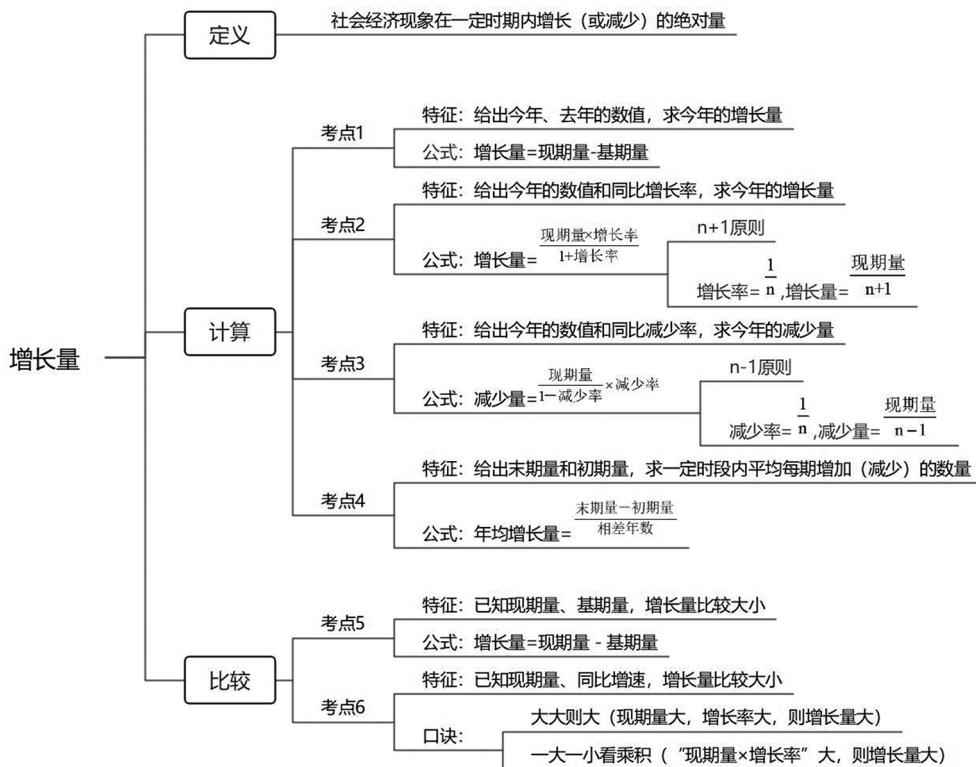 增长量
定义
社会经济现象在一定时期内增长（或减少）的绝对量
计算
考点1
特征：给出今年、去年的数值，求今年的增长量
公式：增长量=现期量-基期量
考点2
特征：给出今年的数值和同比增长率，求今年的增长量
公式：增长量=现期量×增长率/1+增长率
n+1原则
增长率=1/n,增长量=现期量/n+1
考点3
特征：给出今年的数值和同比减少率，求今年的减少量
公式：减少量=现期量/1－减少率×减少率
n-1原则
减少率=1/n,减少量=现期量/n－1
考点4
特征：给出末期量和初期量，求一定时段内平均每期增加（减少）的数量
公式：年均增长量=末期量－初期量/相差年数
比较
考点5
特征：已知现期量、基期量，增长量比较大小
公式：增长量=现期量 - 基期量
考点6
特征：已知现期量、同比增速，增长量比较大小
口诀：
大大则大（现期量大，增长率大，则增长量大）
一大一小看乘积（“现期量×增长率”大，则增长量大）